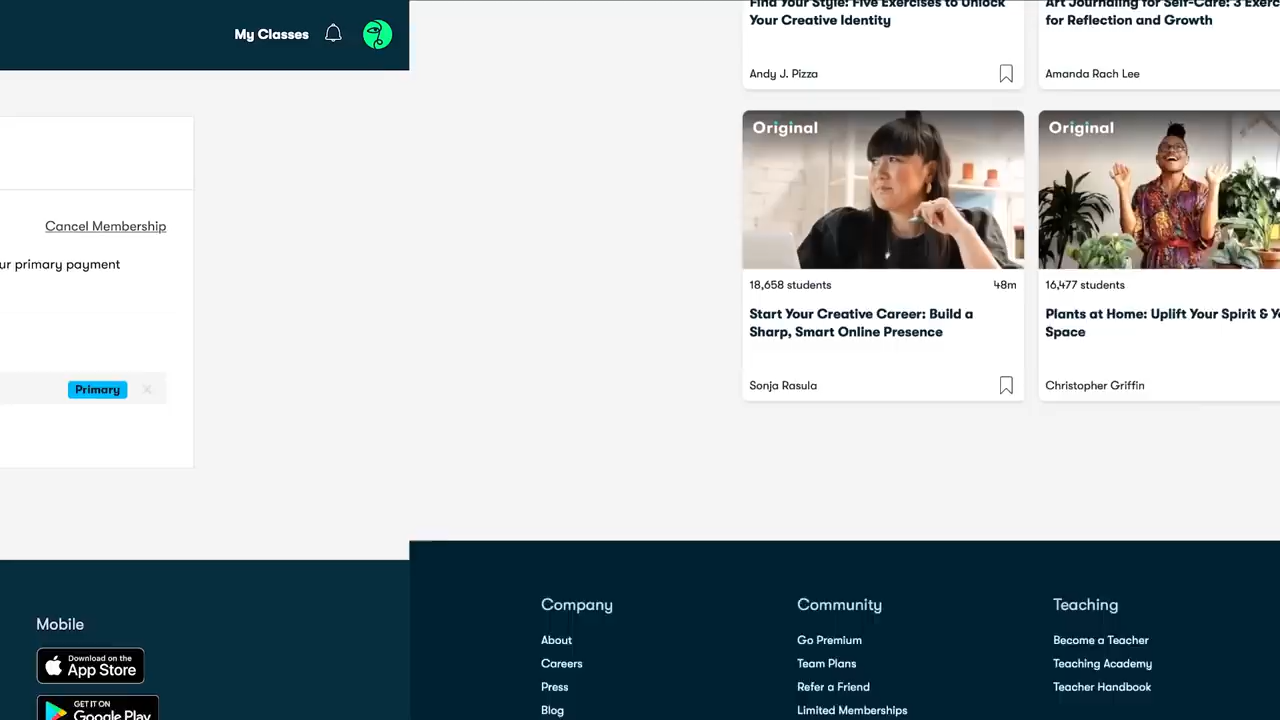 My Classes
Cancel Membership
ur primary payment
Primary
Mobile
Download on the
App Store
GET IT ON
Google Play
Find Your Style: Five Exercises to Unlock
Your Creative Identity
Andy J. Pizza
Art Journaling for Self-Care: 3 Exerc
for Reflection and Growth
Amanda Rach Lee
Original
18,658 students
48m
Start Your Creative Career: Build a
Sharp, Smart Online Presence
Sonja Rasula
Original
16,477 students
Plants at Home: Uplift Your Spirit & Yo
Space
Christopher Griffin
Company
About
Careers
Press
Blog
Community
Go Premium
Team Plans
Refer a Friend
Limited Memberships
Teaching
Become a Teacher
Teaching Academy
Teacher Handbook